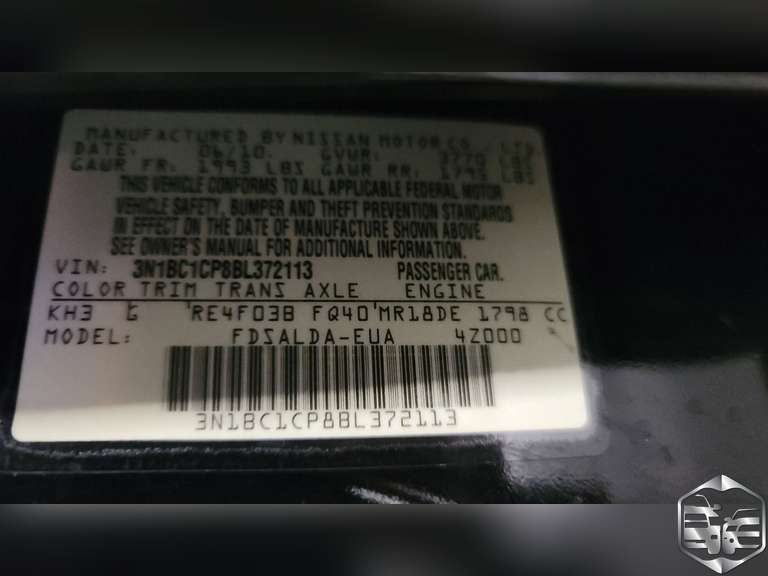 MANUFACTURED BY NISSAN MOTOR CO., LTD
DATE: 06/10 GVWR: 3770 LBS
GAWR FR: 1993 LBS GAWR RR: 1795 LBS
THIS VEHICLE CONFORMS TO ALL APPLICABLE FEDERAL MOTOR
VEHICLE SAFETY, BUMPER AND THEFT PREVENTION STANDARDS
IN EFFECT ON THE DATE OF MANUFACTURE SHOWN ABOVE.
SEE OWNER'S MANUAL FOR ADDITIONAL INFORMATION.
VIN: 3N1BC1CP8BL372113 PASSENGER CAR.
COLOR TRIM TRANS AXLE ENGINE
KH3 G RE4F03B FQ40 MR18DE 1798 CC
MODEL: FDSALDA-EUA 4Z000
3N1BC1CP8BL372113